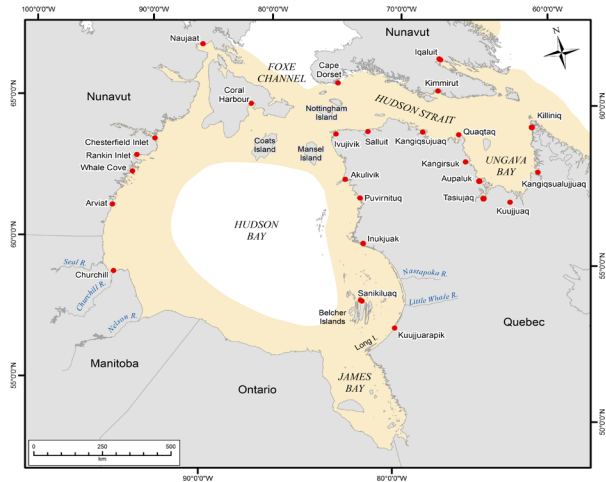 100°0'0"W
90°0'0"W
80°0'0"W
70°0'0"W
60°0'0"W
Naujaat
Nunavut
N
Iqaluit
FOXE
CHANNEL
Cape
Dorset
Kimmirut
65°0'0"N
60°0'0"N
Nunavut
Coral
Harbour
Nottingham
Island
HUDSON STRAIT
Killiniq
Chesterfield Inlet
Rankin Inlet
Whale Cove
Coats
Island
Mansel
Island
Ivujivik
Salluit
Kangiqsujuaq
Quaqtaq
UNGAVA
BAY
Kangirsuk
Aupaluk
Kangiqsualujjuaq
Akulivik
Tasiujaq
Kuujjuaq
Arviat
Puvirnituq
60°0'0"N
HUDSON
BAY
Inukjuak
55°0'0"N
Seal R.
Churchill
Churchill R.
Nastapoka R.
Nelson R.
Sanikiluaq
Little Whale R.
Belcher
Islands
Quebec
Kuujjuarapik
Long I.
Manitoba
55°0'0"N
JAMES
BAY
Ontario
50°0'0"N
0 250 500
km
90°0'0"W
80°0'0"W